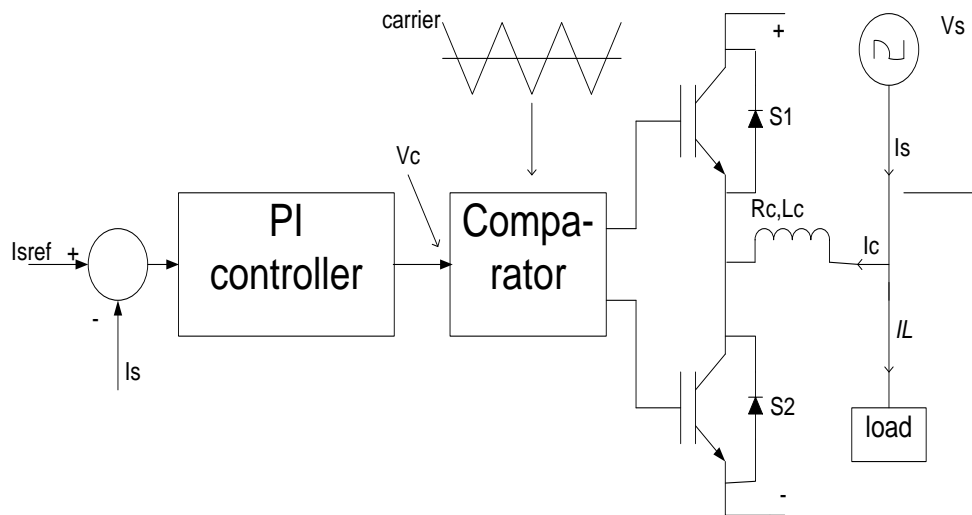 carrier
+
Vs
S1
Is
Vc
PI
controller
Compa-
rator
Rc,Lc
Ic
Isref
+
-
Is
IL
S2
load
-